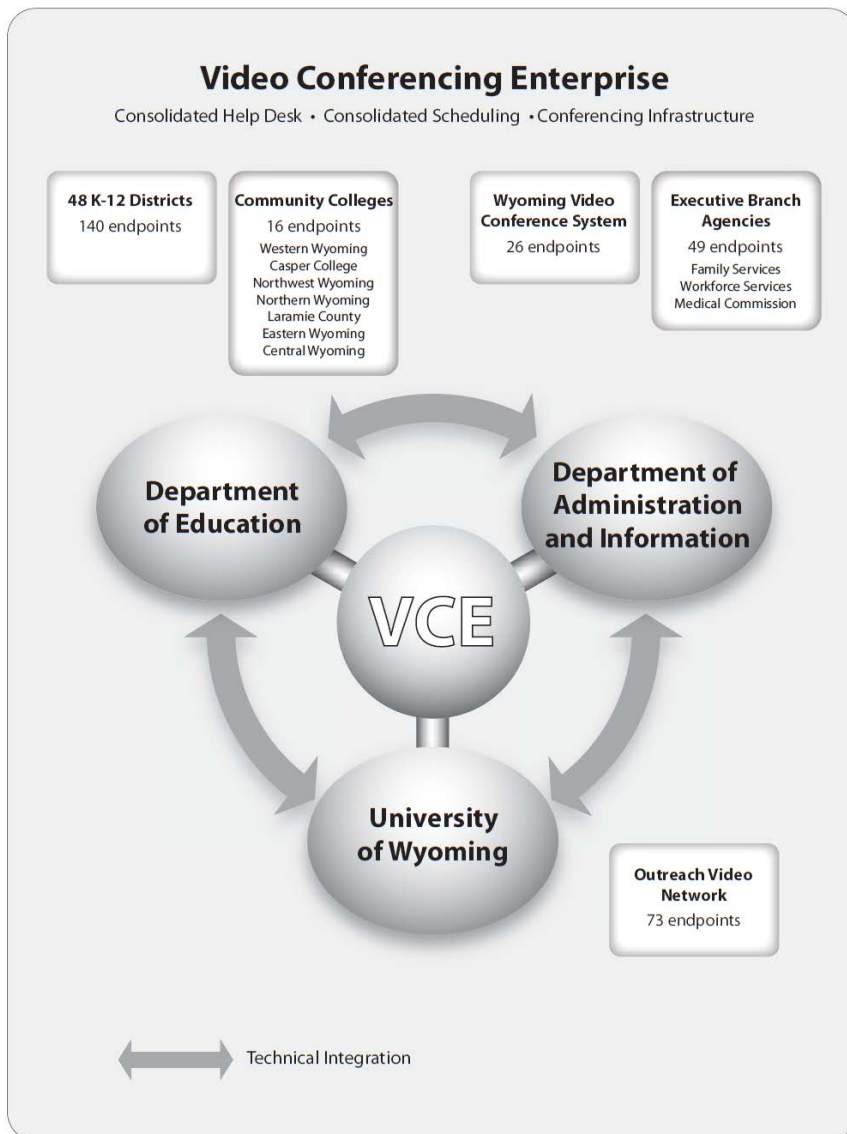 Video Conferencing Enterprise
Consolidated Help Desk • Consolidated Scheduling • Conferencing Infrastructure
48 K-12 Districts
140 endpoints
Community Colleges
16 endpoints
Western Wyoming
Casper College
Northwest Wyoming
Northern Wyoming
Laramie County
Eastern Wyoming
Central Wyoming
Wyoming Video
Conference System
26 endpoints
Executive Branch
Agencies
49 endpoints
Family Services
Workforce Services
Medical Commission
Department
of Education
Department of
Administration
and Information
VCE
University
of Wyoming
Outreach Video
Network
73 endpoints
Technical Integration